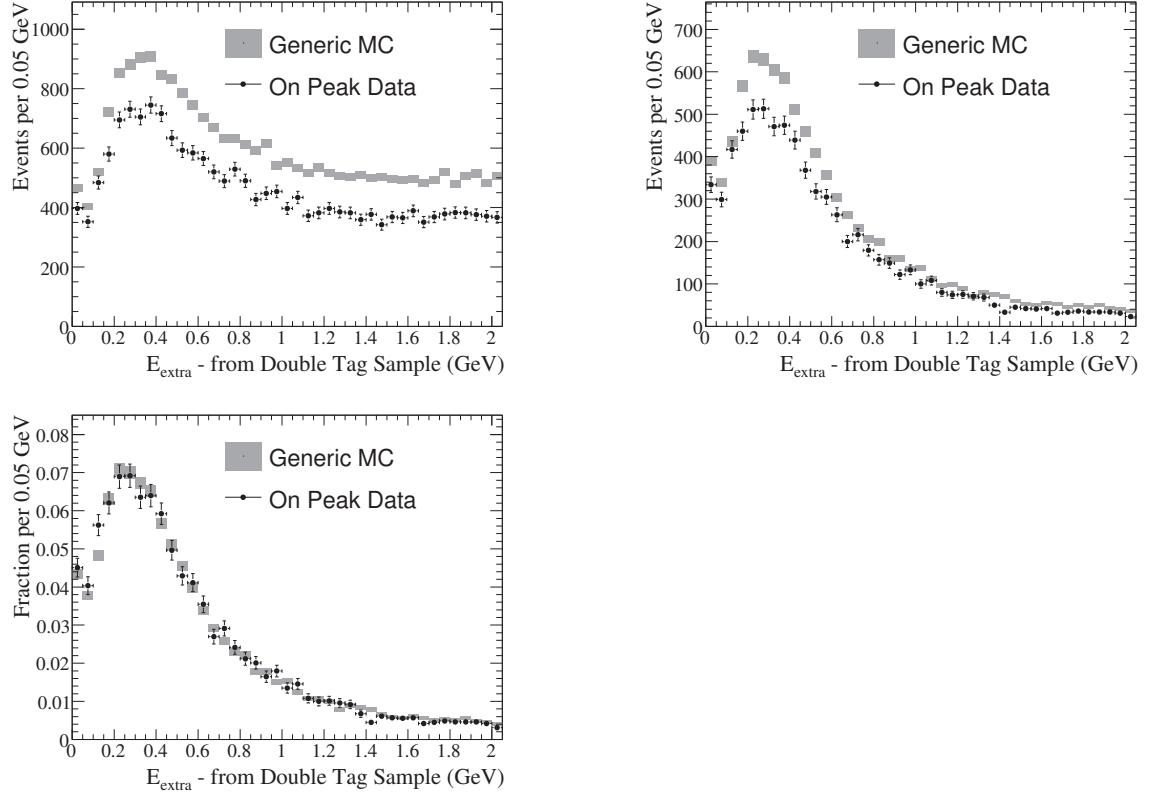 Events per 0.05 GeV
1000
800
600
400
200
0
Generic MC
On Peak Data
0 0.2 0.4 0.6 0.8 1 1.2 1.4 1.6 1.8 2
E_extra - from Double Tag Sample (GeV)
Events per 0.05 GeV
700
600
500
400
300
200
100
0
Generic MC
On Peak Data
0 0.2 0.4 0.6 0.8 1 1.2 1.4 1.6 1.8 2
E_extra - from Double Tag Sample (GeV)
Fraction per 0.05 GeV
0.08
0.07
0.06
0.05
0.04
0.03
0.02
0.01
0
Generic MC
On Peak Data
0 0.2 0.4 0.6 0.8 1 1.2 1.4 1.6 1.8 2
E_extra - from Double Tag Sample (GeV)